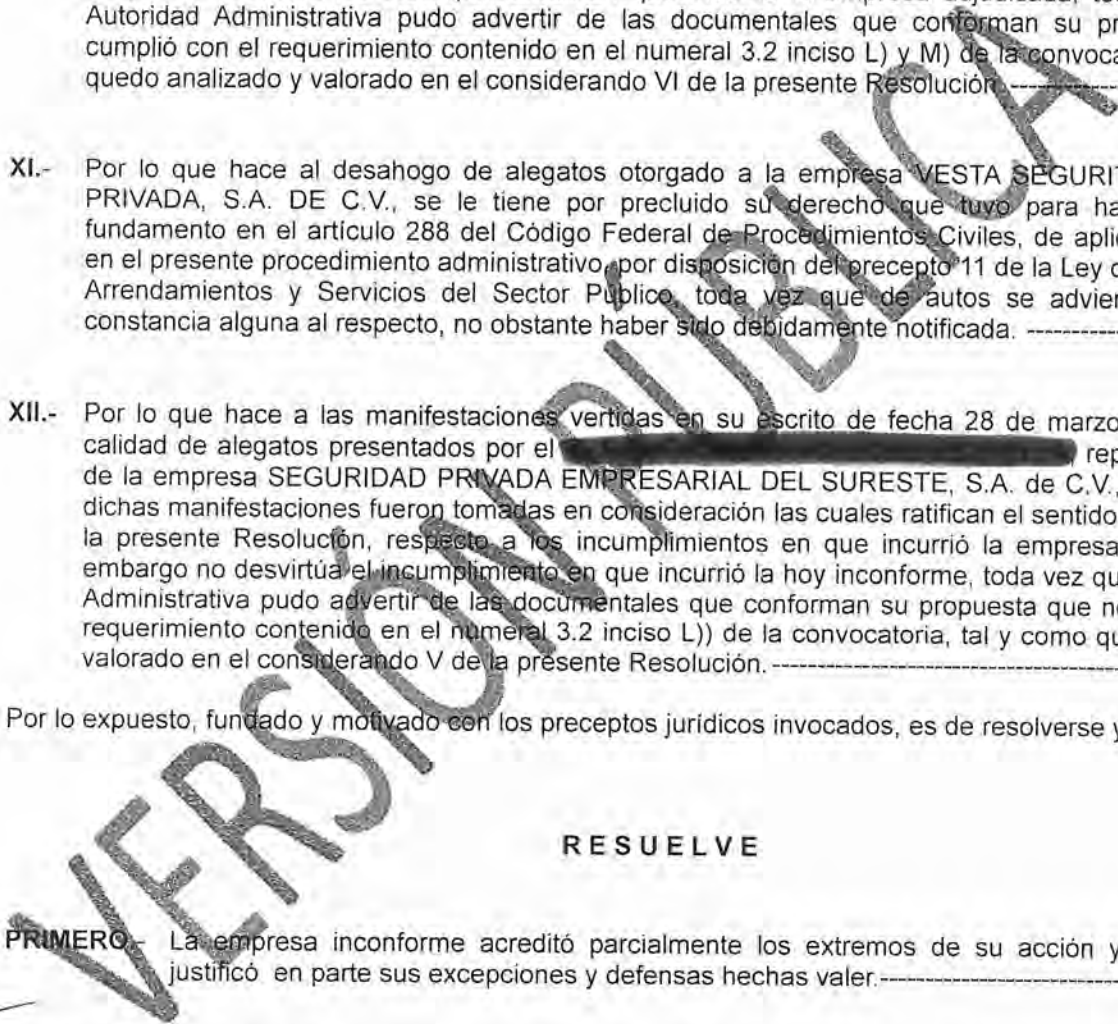 Autoridad Administrativa pudo advertir de las documentales que conforman su pr
cumplió con el requerimiento contenido en el numeral 3.2 inciso L) y M) de la convoca
quedo analizado y valorado en el considerando VI de la presente Resolución.-------------
XI.- Por lo que hace al desahogo de alegatos otorgado a la empresa VESTA SEGURIT
PRIVADA, S.A. DE C.V., se le tiene por precluido su derecho que tuvo para ha
fundamento en el artículo 288 del Código Federal de Procedimientos Civiles, de aplic
en el presente procedimiento administrativo, por disposición del precepto 11 de la Ley d
Arrendamientos y Servicios del Sector Público, toda vez que de autos se advier
constancia alguna al respecto, no obstante haber sido debidamente notificada. -----------
XII.- Por lo que hace a las manifestaciones vertidas en su escrito de fecha 28 de marzo
calidad de alegatos presentados por el rep
de la empresa SEGURIDAD PRIVADA EMPRESARIAL DEL SURESTE, S.A. de C.V.,
dichas manifestaciones fueron tomadas en consideración las cuales ratifican el sentido
la presente Resolución, respecto a los incumplimientos en que incurrió la empresa
embargo no desvirtúa el incumplimiento en que incurrió la hoy inconforme, toda vez qu
Administrativa pudo advertir de las documentales que conforman su propuesta que n
requerimiento contenido en el numeral 3.2 inciso L)) de la convocatoria, tal y como qu
valorado en el considerando V de la presente Resolución. -----------------------------------
Por lo expuesto, fundado y motivado con los preceptos jurídicos invocados, es de resolverse y
R E S U E L V E
PRIMERO.- La empresa inconforme acreditó parcialmente los extremos de su acción y
justificó en parte sus excepciones y defensas hechas valer.---------------------------
VERSIÓN PÚBLICA